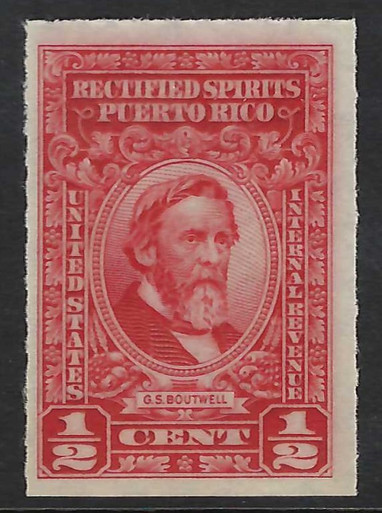 RECTIFIED SPIRITS
PUERTO RICO
UNITED STATES
INTERNAL REVENUE
G.S. BOUTWELL
1/2 CENT 1/2